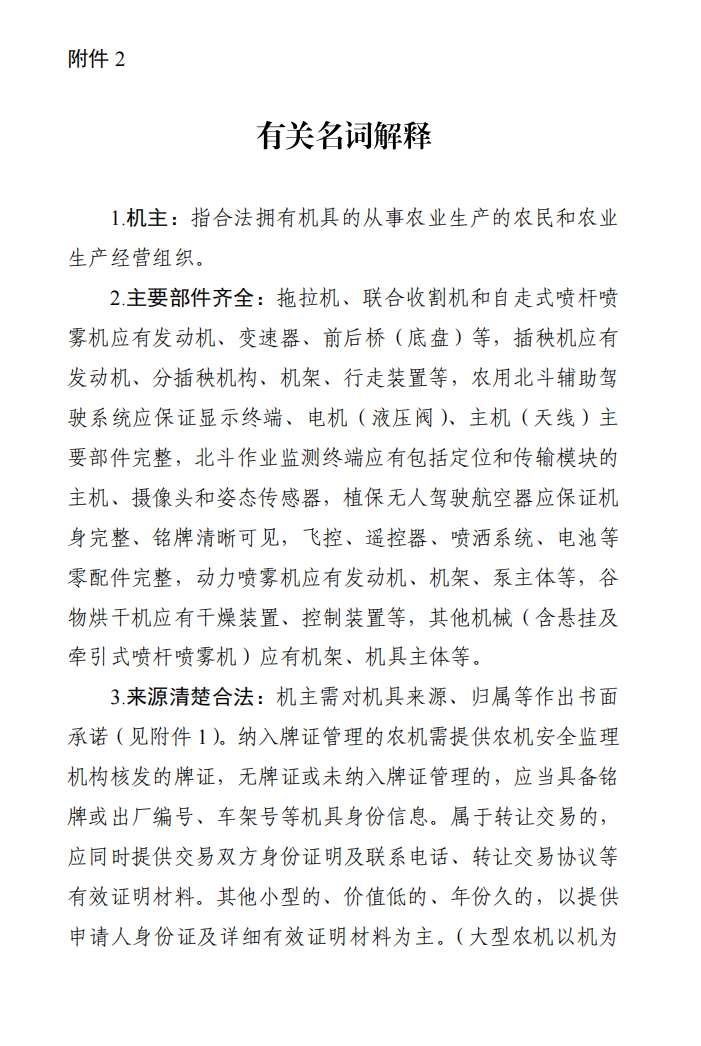 附件 2
有关名词解释
1.机主：指合法拥有机具的从事农业生产的农民和农业
生产经营组织。
2.主要部件齐全：拖拉机、联合收割机和自走式喷杆喷
雾机应有发动机、变速器、前后桥（底盘）等，插秧机应有
发动机、分插秧机构、机架、行走装置等，农用北斗辅助驾
驶系统应保证显示终端、电机（液压阀）、主机（天线）主
要部件完整，北斗作业监测终端应有包括定位和传输模块的
主机、摄像头和姿态传感器，植保无人驾驶航空器应保证机
身完整、铭牌清晰可见，飞控、遥控器、喷洒系统、电池等
零配件完整，动力喷雾机应有发动机、机架、泵主体等，谷
物烘干机应有干燥装置、控制装置等，其他机械（含悬挂及
牵引式喷杆喷雾机）应有机架、机具主体等。
3.来源清楚合法：机主需对机具来源、归属等作出书面
承诺（见附件 1）。纳入牌证管理的农机需提供农机安全监理
机构核发的牌证，无牌证或未纳入牌证管理的，应当具备铭
牌或出厂编号、车架号等机具身份信息。属于转让交易的，
应同时提供交易双方身份证明及联系电话、转让交易协议等
有效证明材料。其他小型的、价值低的、年份久的，以提供
申请人身份证及详细有效证明材料为主。（大型农机以机为